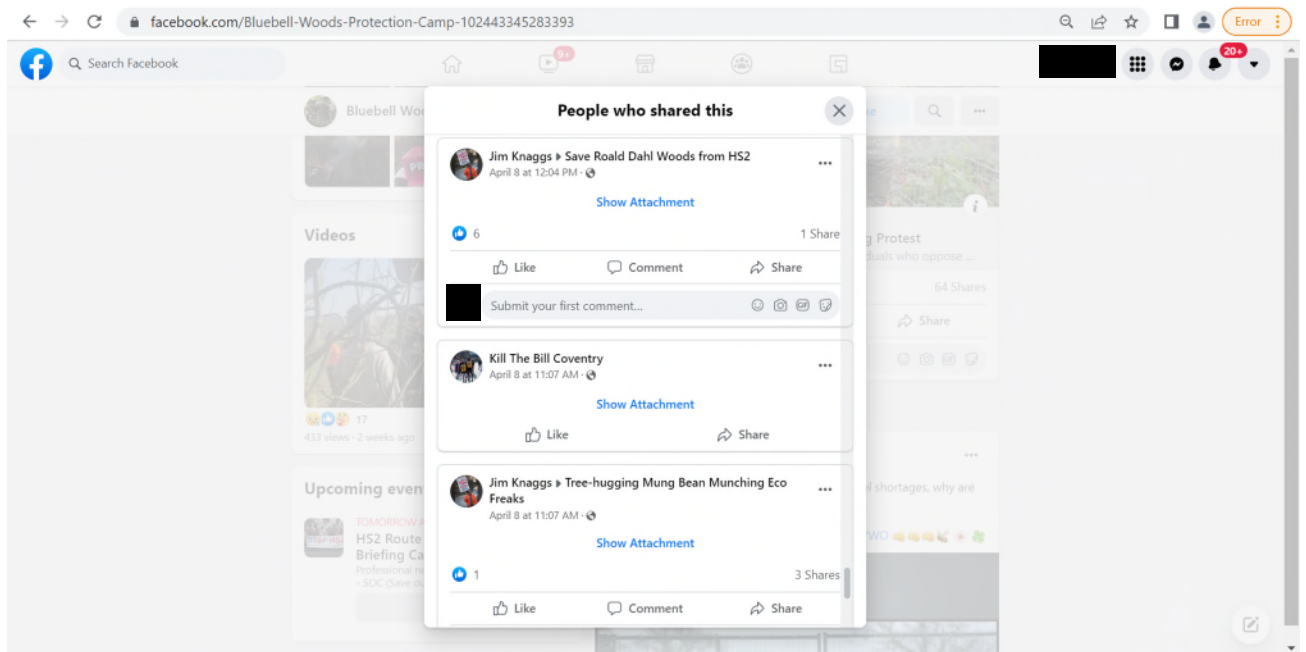 facebook.com/Bluebell-Woods-Protection-Camp-102443345283393
Error
Search Facebook
9+
20+
Bluebell Woo
People who shared this
Jim Knaggs ▸ Save Roald Dahl Woods from HS2
April 8 at 12:04 PM ·
Show Attachment
6
1 Share
Like
Comment
Share
Submit your first comment...
Kill The Bill Coventry
April 8 at 11:07 AM ·
Show Attachment
Like
Share
Jim Knaggs ▸ Tree-hugging Mung Bean Munching Eco
Freaks
April 8 at 11:07 AM ·
Show Attachment
1
3 Shares
Like
Comment
Share
Videos
17
433 views · 2 weeks ago
Upcoming even
TOMORROW A
HS2 Route
Briefing Ca
Professional
- SOC (Save
g Protest
duals who oppose ...
64 Shares
Share
shortages, why are
WO